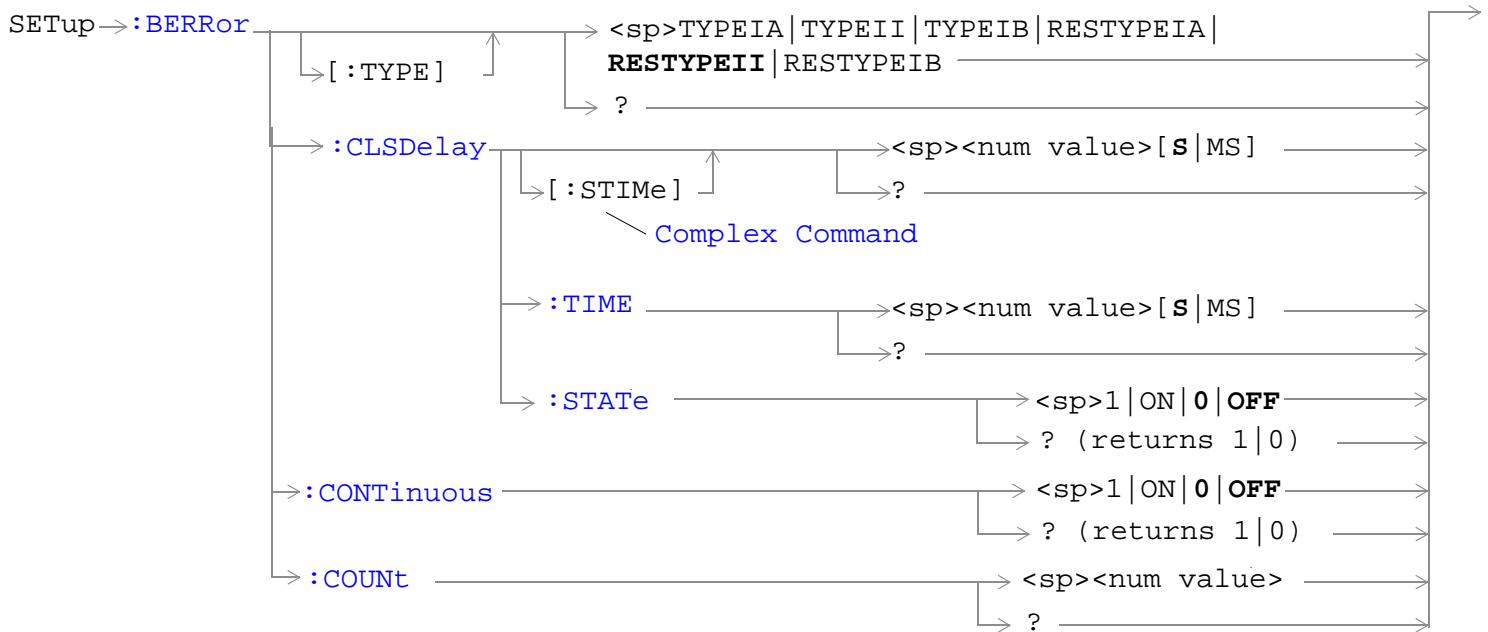 SETup :BERRor <sp>TYPEIA|TYPEII|TYPEIB|RESTYPEIA|
[:TYPE] RESTYPEII|RESTYPEIB
?
:CLSDelay <sp><num value>[S|MS]
[:STIMe] ?
Complex Command
:TIME <sp><num value>[S|MS]
?
:STATe <sp>1|ON|0|OFF
? (returns 1|0)
:CONTinuous <sp>1|ON|0|OFF
? (returns 1|0)
:COUNt <sp><num value>
?